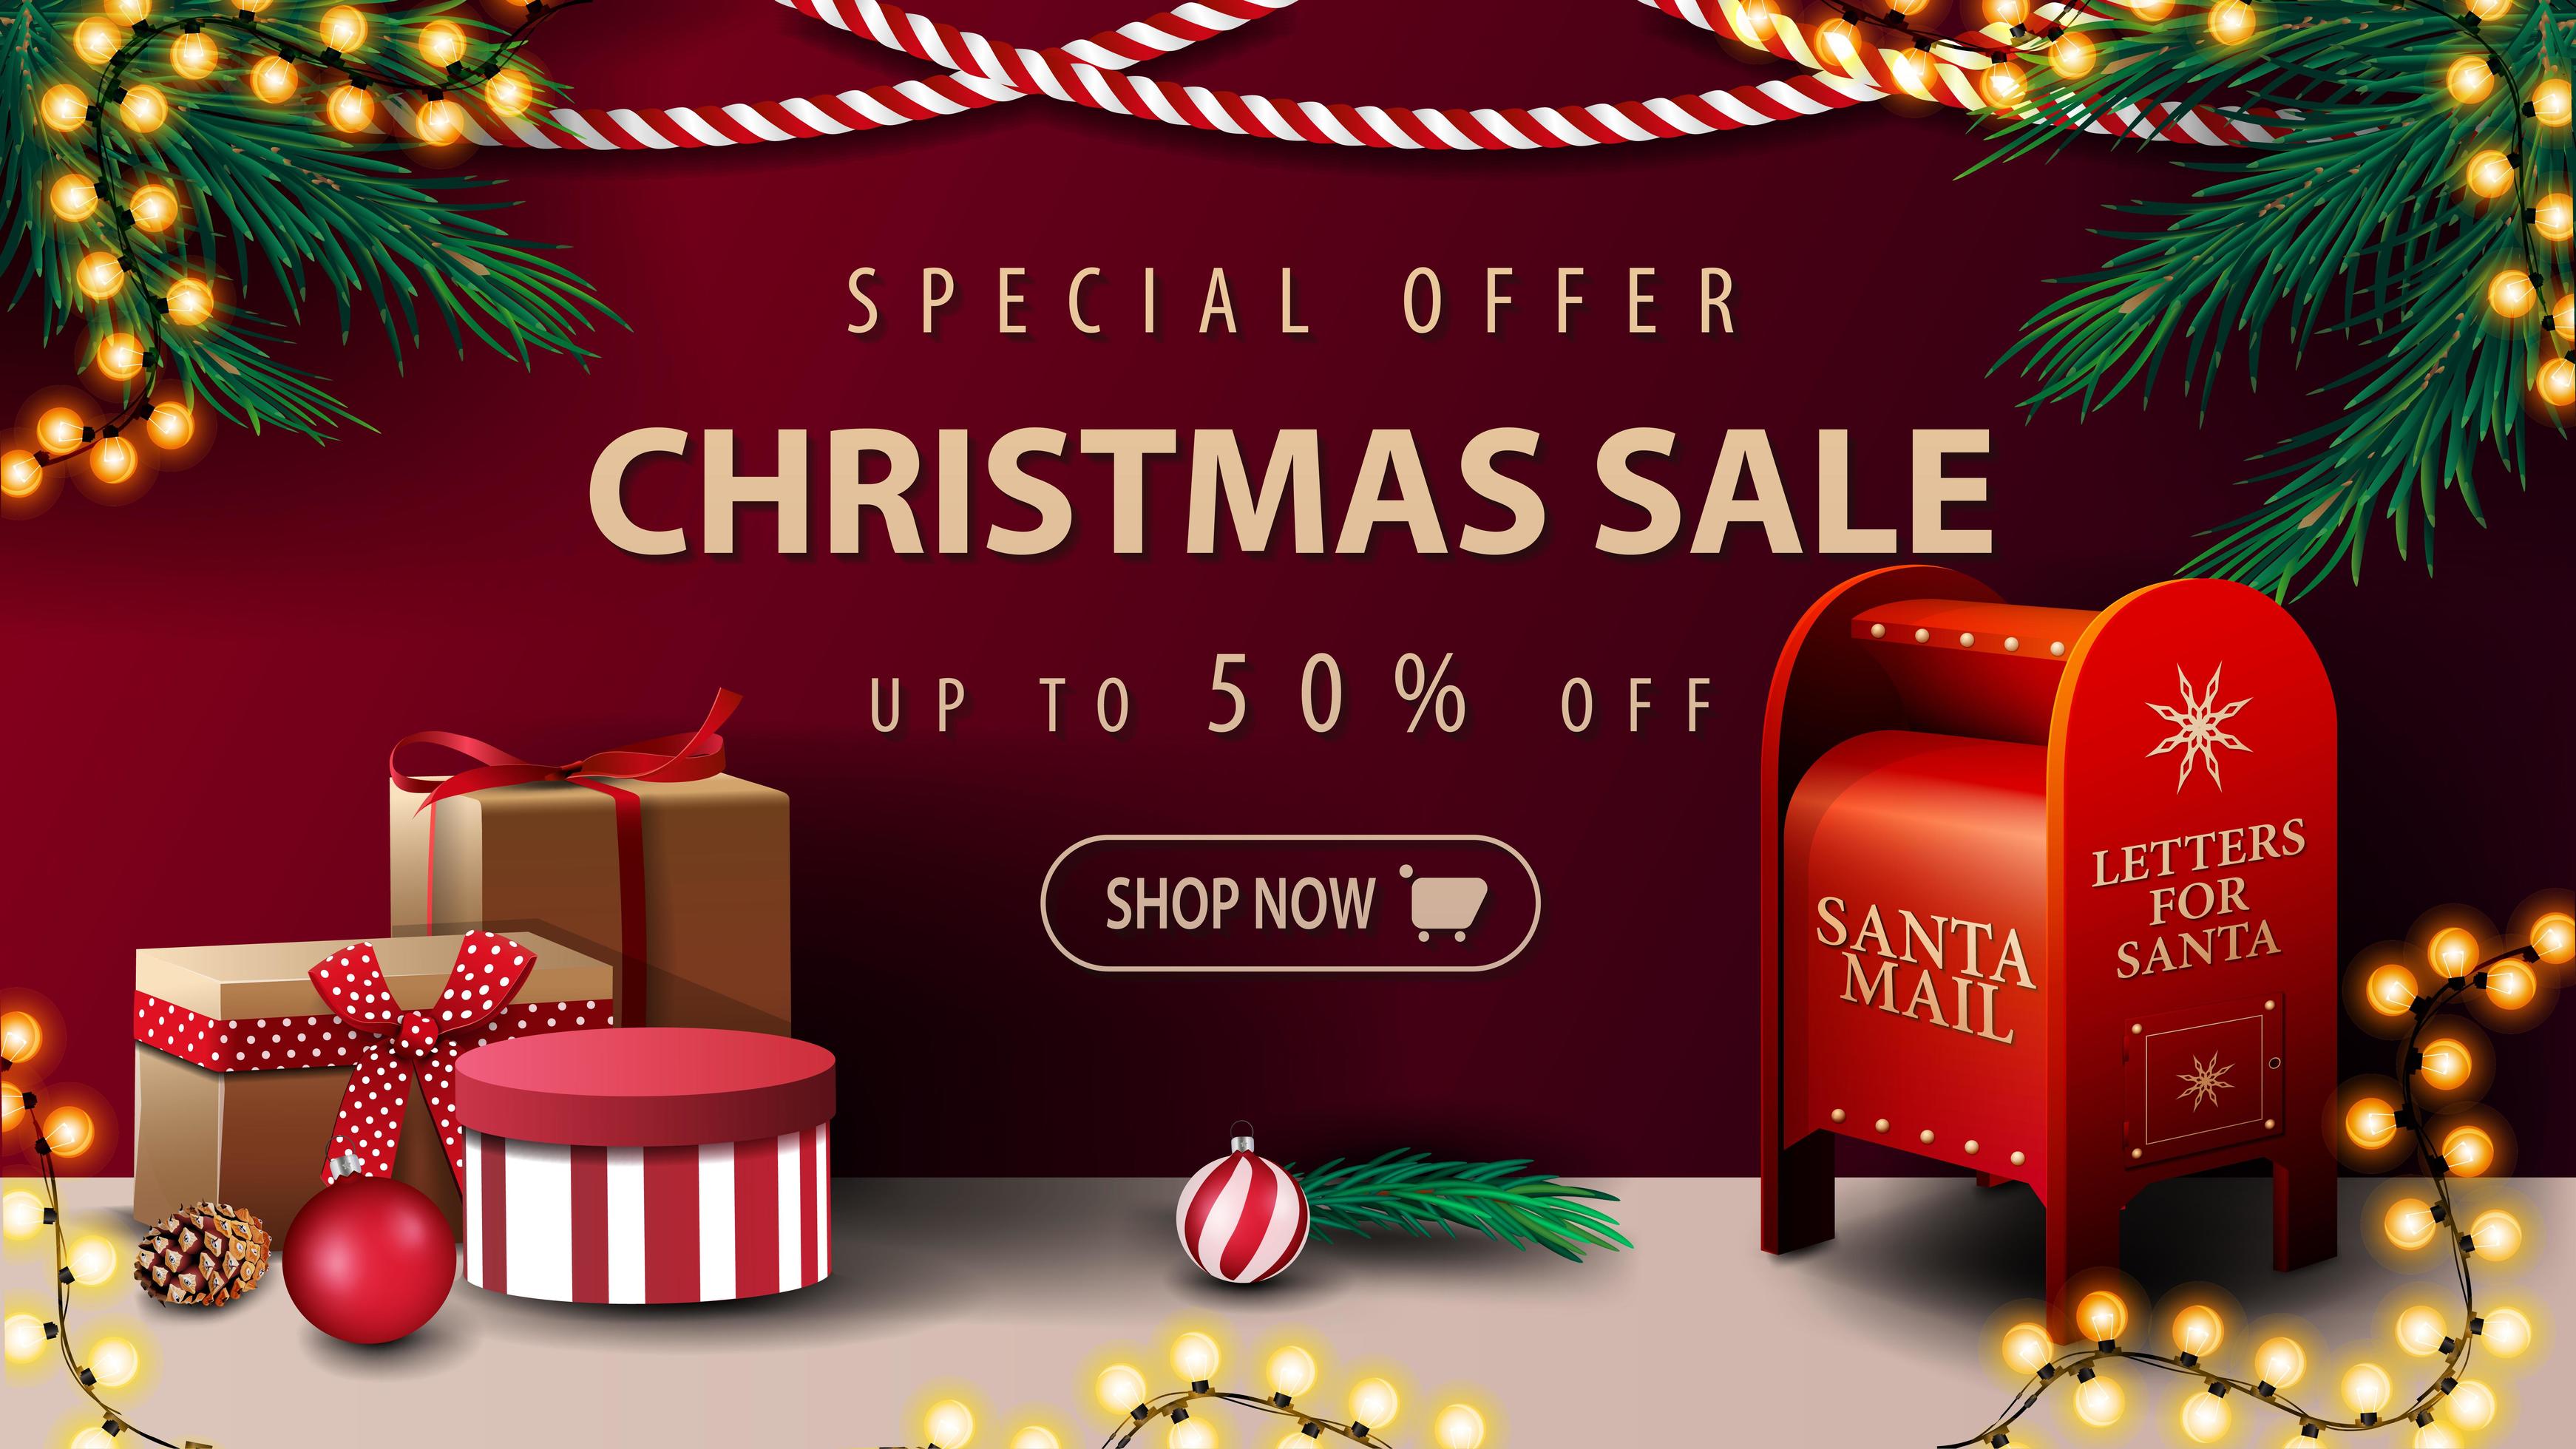 SPECIAL OFFER
CHRISTMAS SALE
UP TO 50% OFF
SHOP NOW
SANTA
MAIL
LETTERS
FOR
SANTA